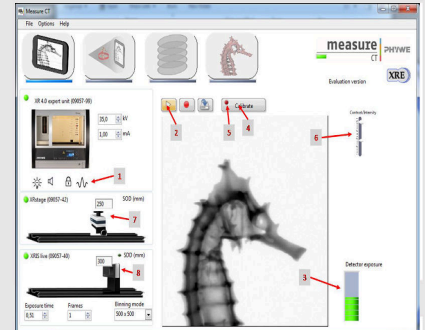 Measure CT
File Options Help
measure
CT
PHYWE
Evaluation version
XRE
XR 4.0 expert unit (09057-99)
35,0 kV
1,00 mA
Calibrate
2
5
4
1
Contrast/Intensity
6
XRstage (09057-42)
SOD (mm)
250
7
XRIS live (09057-40)
SDD (mm)
300
8
Detector exposure
3
Exposure time
Frames
Binning mode
0,51
1
500 x 500